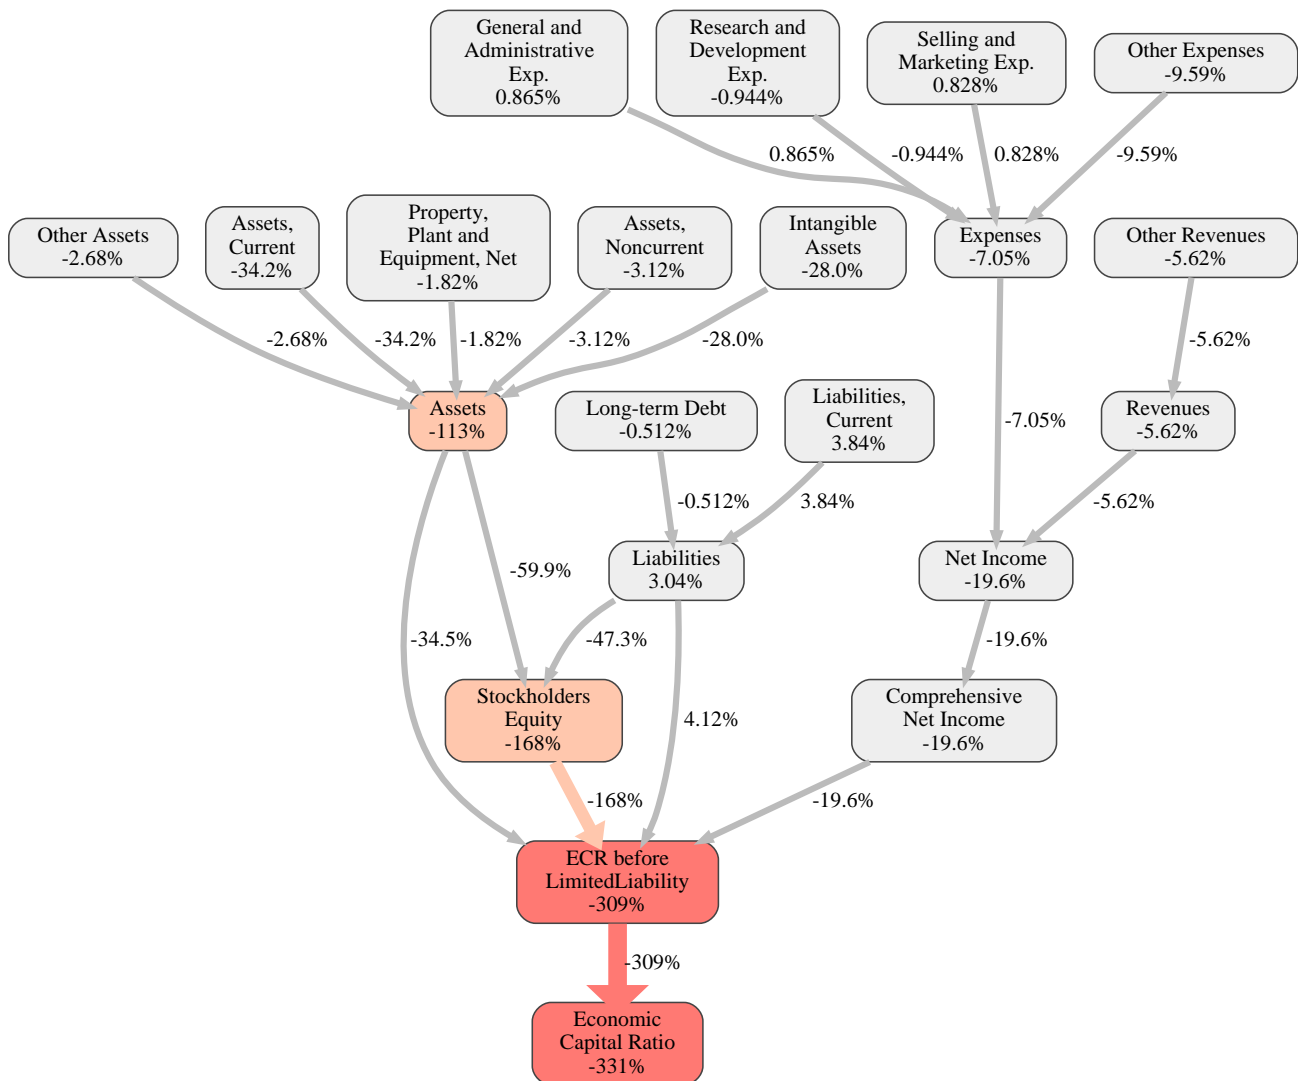 General and
Administrative
Exp.
0.865%
Research and
Development
Exp.
-0.944%
Selling and
Marketing Exp.
0.828%
Other Expenses
-9.59%
0.865%
-0.944%
0.828%
-9.59%
Other Assets
-2.68%
Assets,
Current
-34.2%
Property,
Plant and
Equipment, Net
-1.82%
Assets,
Noncurrent
-3.12%
Intangible
Assets
-28.0%
Expenses
-7.05%
Other Revenues
-5.62%
-2.68%
-34.2%
-1.82%
-3.12%
-28.0%
-5.62%
Assets
-113%
Long-term Debt
-0.512%
Liabilities,
Current
3.84%
-7.05%
Revenues
-5.62%
-0.512%
3.84%
-5.62%
-59.9%
Liabilities
3.04%
Net Income
-19.6%
-34.5%
-47.3%
-19.6%
Stockholders
Equity
-168%
4.12%
Comprehensive
Net Income
-19.6%
-168%
-19.6%
ECR before
LimitedLiability
-309%
-309%
Economic
Capital Ratio
-331%